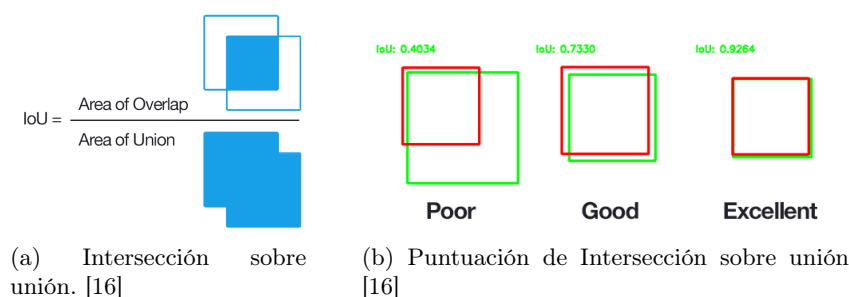 IoU =
Area of Overlap
Area of Union
IoU: 0.4034
IoU: 0.7330
IoU: 0.9264
Poor
Good
Excellent
(a) Intersección sobre
unión. [16]
(b) Puntuación de Intersección sobre unión
[16]